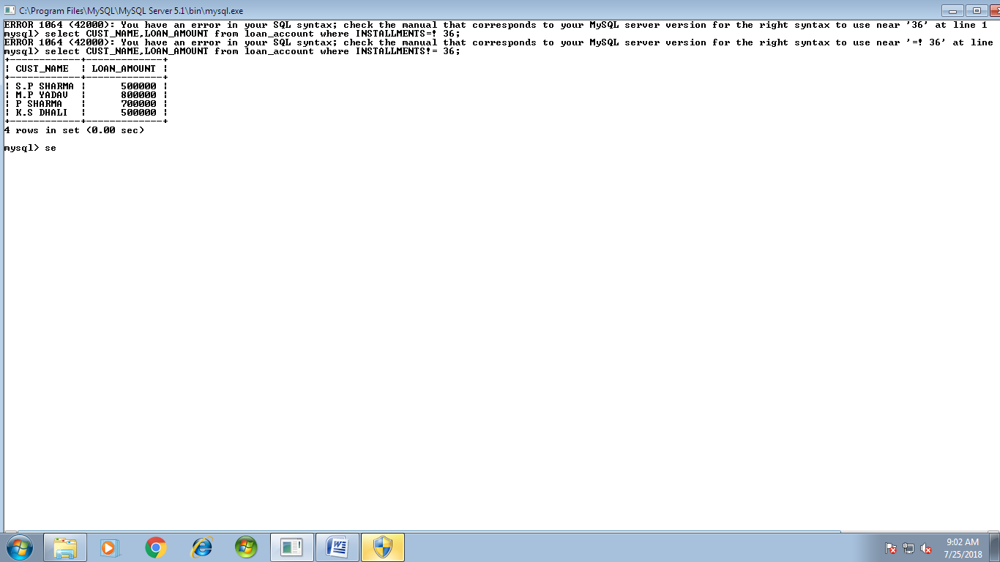 C:\Program Files\MySQL\MySQL Server 5.1\bin\mysql.exe
ERROR 1064 (42000): You have an error in your SQL syntax; check the manual that corresponds to your MySQL server version for the right syntax to use near '36' at line 1
mysql> select CUST_NAME,LOAN_AMOUNT from loan_account where INSTALLMENTS=! 36;
ERROR 1064 (42000): You have an error in your SQL syntax; check the manual that corresponds to your MySQL server version for the right syntax to use near '=! 36' at line
mysql> select CUST_NAME,LOAN_AMOUNT from loan_account where INSTALLMENTS!= 36;
+------------+-------------+
| CUST_NAME  | LOAN_AMOUNT |
+------------+-------------+
| S.P SHARMA |      500000 |
| M.P YADAV  |      800000 |
| P SHARMA   |      700000 |
| K.S DHALI  |      500000 |
+------------+-------------+
4 rows in set (0.00 sec)
mysql> se
9:02 AM
7/25/2018